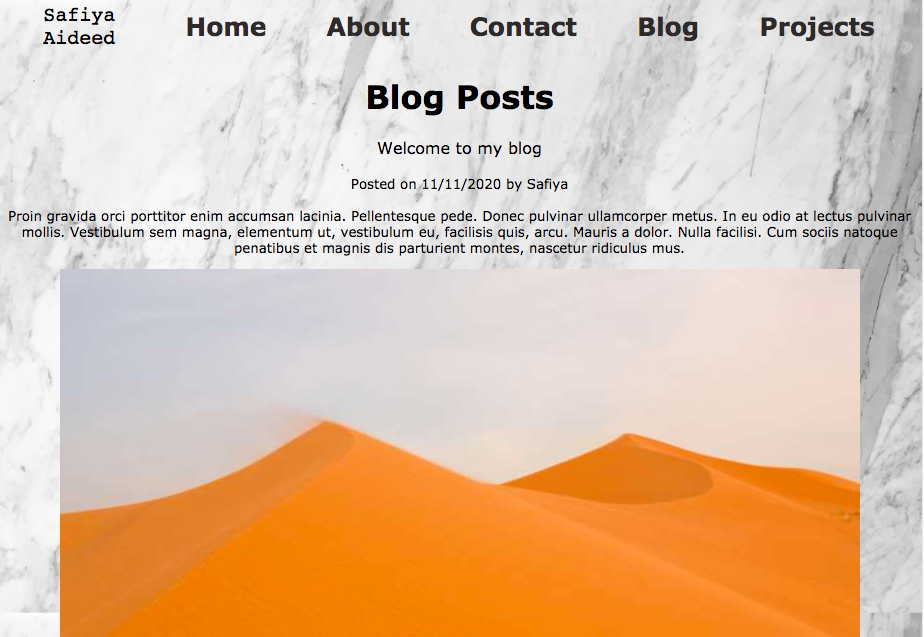 Safiya
Aideed
Home About Contact Blog Projects
Blog Posts
Welcome to my blog
Posted on 11/11/2020 by Safiya
Proin gravida orci porttitor enim accumsan lacinia. Pellentesque pede. Donec pulvinar ullamcorper metus. In eu odio at lectus pulvinar
mollis. Vestibulum sem magna, elementum ut, vestibulum eu, facilisis quis, arcu. Mauris a dolor. Nulla facilisi. Cum sociis natoque
penatibus et magnis dis parturient montes, nascetur ridiculus mus.